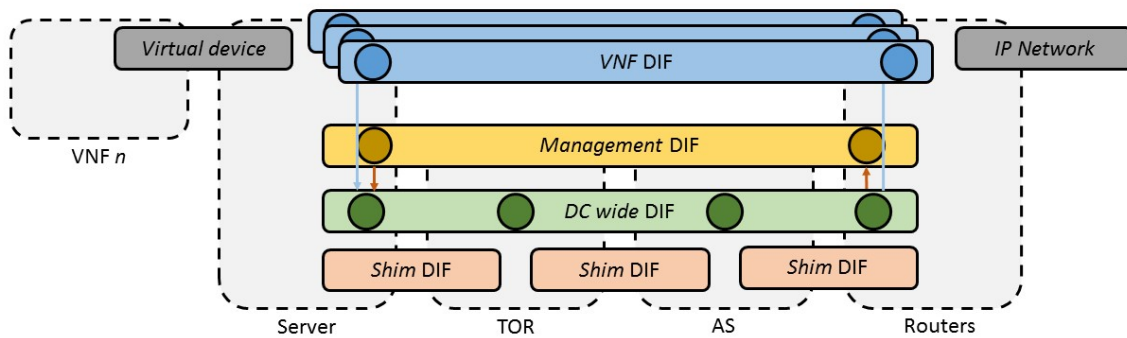 Virtual device
IP Network
VNF DIF
VNF n
Management DIF
DC wide DIF
Shim DIF
Shim DIF
Shim DIF
Server
TOR
AS
Routers